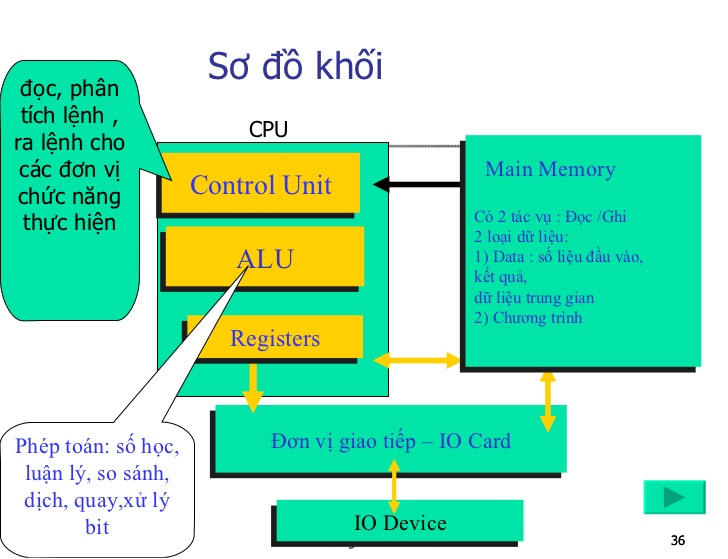 Sơ đồ khối
đọc, phân
tích lệnh ,
ra lệnh cho
các đơn vị
chức năng
thực hiện
CPU
Control Unit
ALU
Registers
Main Memory
Có 2 tác vụ : Đọc /Ghi
2 loại dữ liệu:
1) Data : số liệu đầu vào,
kết quả,
dữ liệu trung gian
2) Chương trình
Phép toán: số học,
luận lý, so sánh,
dịch, quay,xử lý
bit
Đơn vị giao tiếp – IO Card
IO Device
36